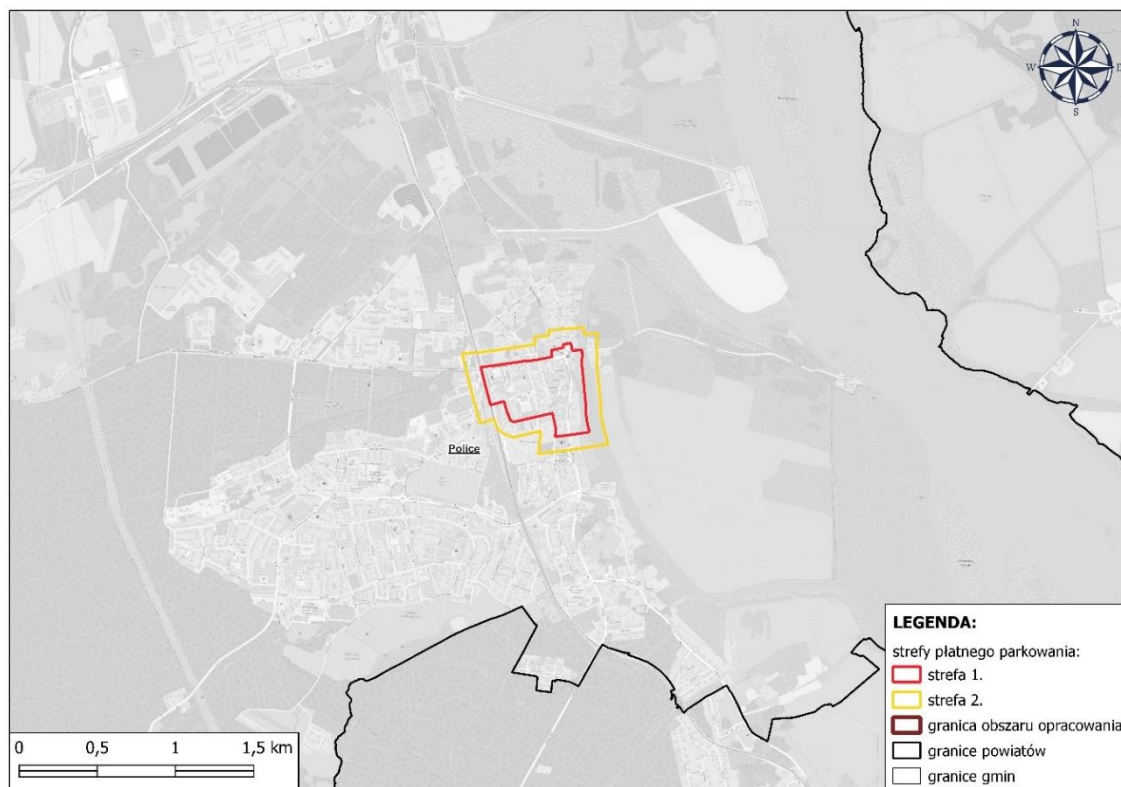 N
W
D
S
Police
LEGENDA:
strefy płatnego parkowania:
strefa 1.
strefa 2.
granica obszaru opracowania
granice powiatów
granice gmin
0 0,5 1 1,5 km